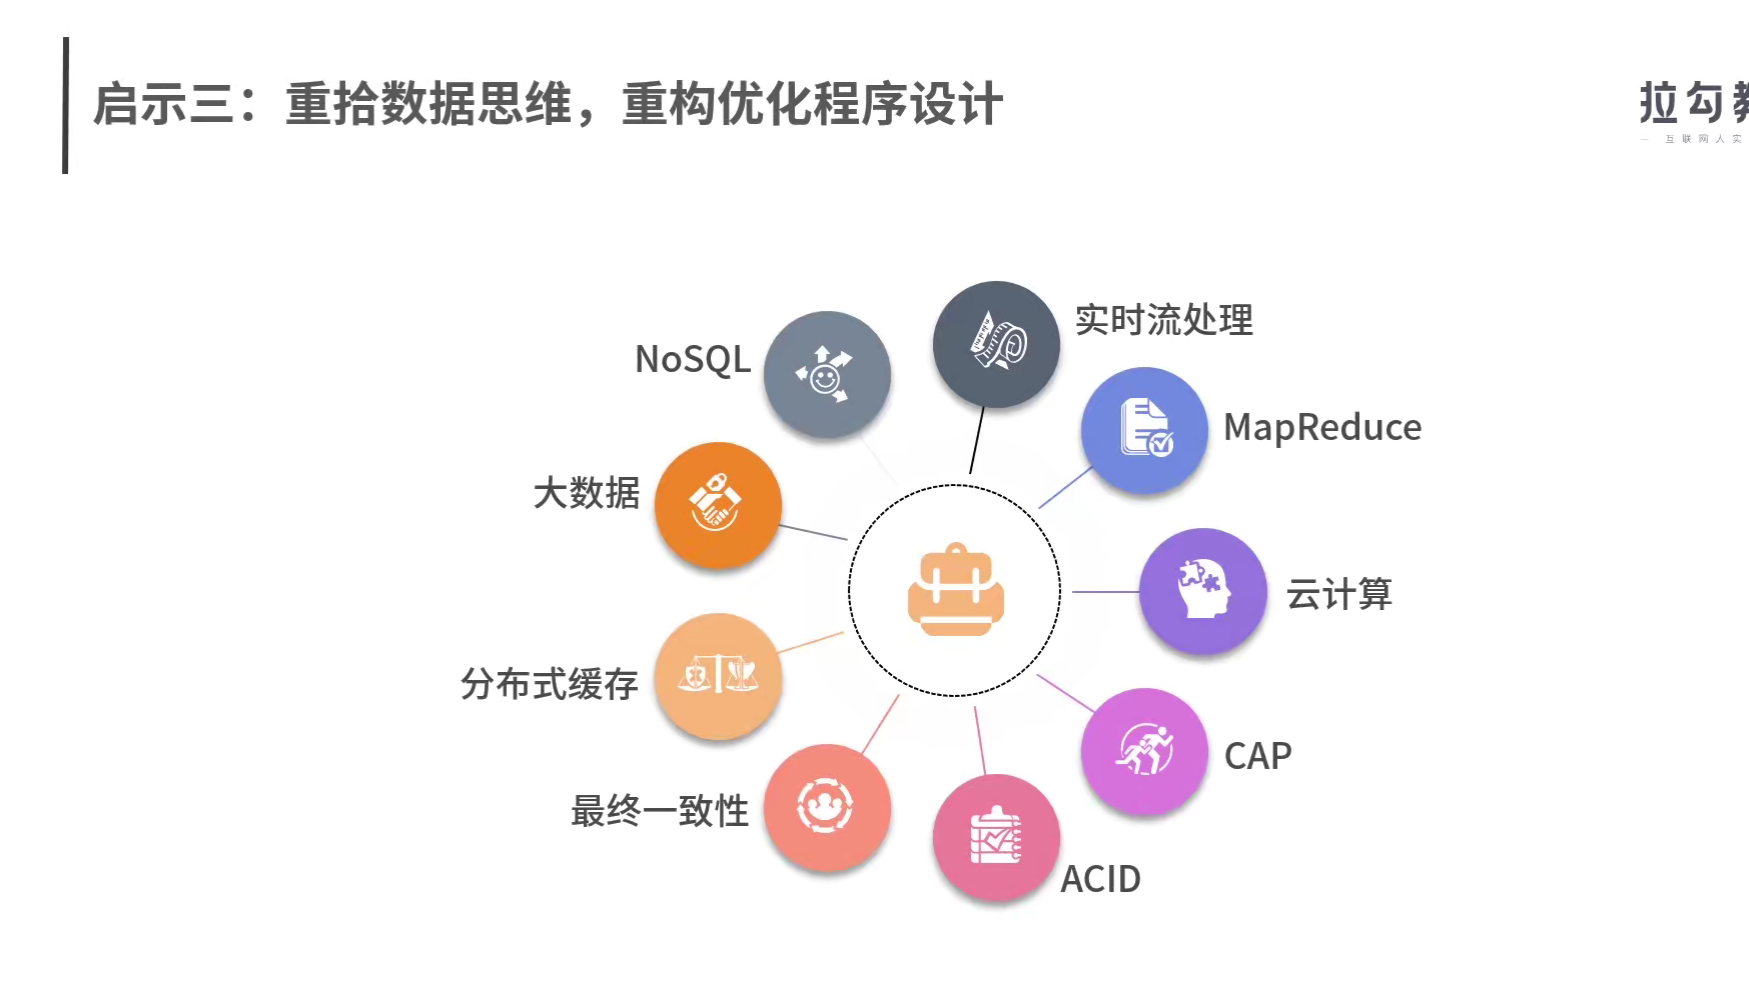 启示三：重拾数据思维，重构优化程序设计
拉勾
互联网人实
实时流处理
NoSQL
MapReduce
大数据
云计算
分布式缓存
CAP
最终一致性
ACID